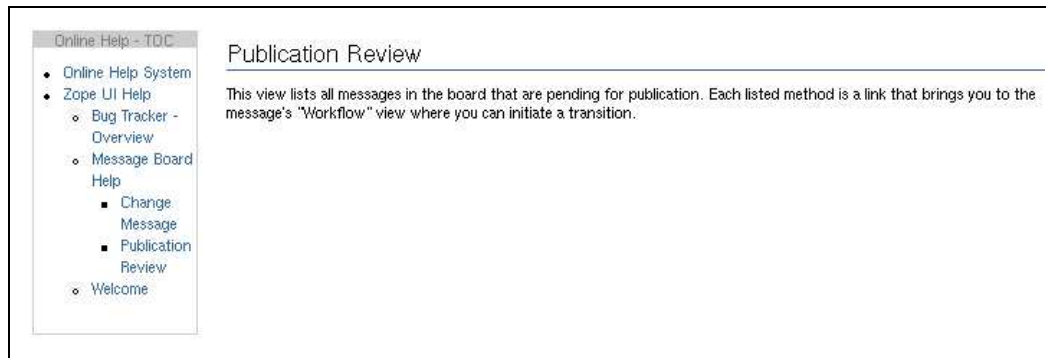 Online Help - TOC
Online Help System
Zope UI Help
Bug Tracker -
Overview
Message Board
Help
Change
Message
Publication
Review
Welcome
Publication Review
This view lists all messages in the board that are pending for publication. Each listed method is a link that brings you to the
message's "Workflow" view where you can initiate a transition.